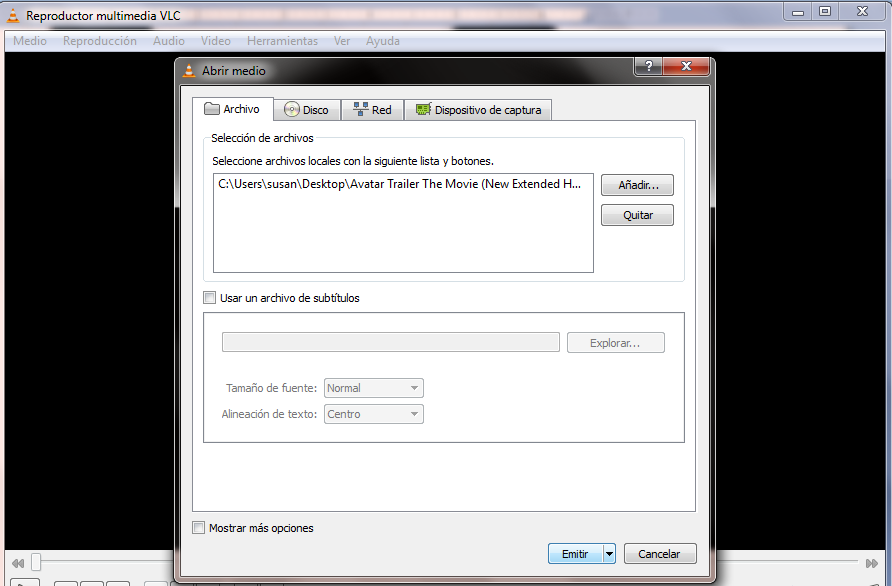 Reproductor multimedia VLC
Medio Reproducción Audio Video Herramientas Ver Ayuda
Abrir medio
?
Archivo Disco Red Dispositivo de captura
Selección de archivos
Seleccione archivos locales con la siguiente lista y botones.
C:\Users\susan\Desktop\Avatar Trailer The Movie (New Extended H...
Añadir...
Quitar
Usar un archivo de subtítulos
Explorar...
Tamaño de fuente: Normal
Alineación de texto: Centro
Mostrar más opciones
Emitir Cancelar